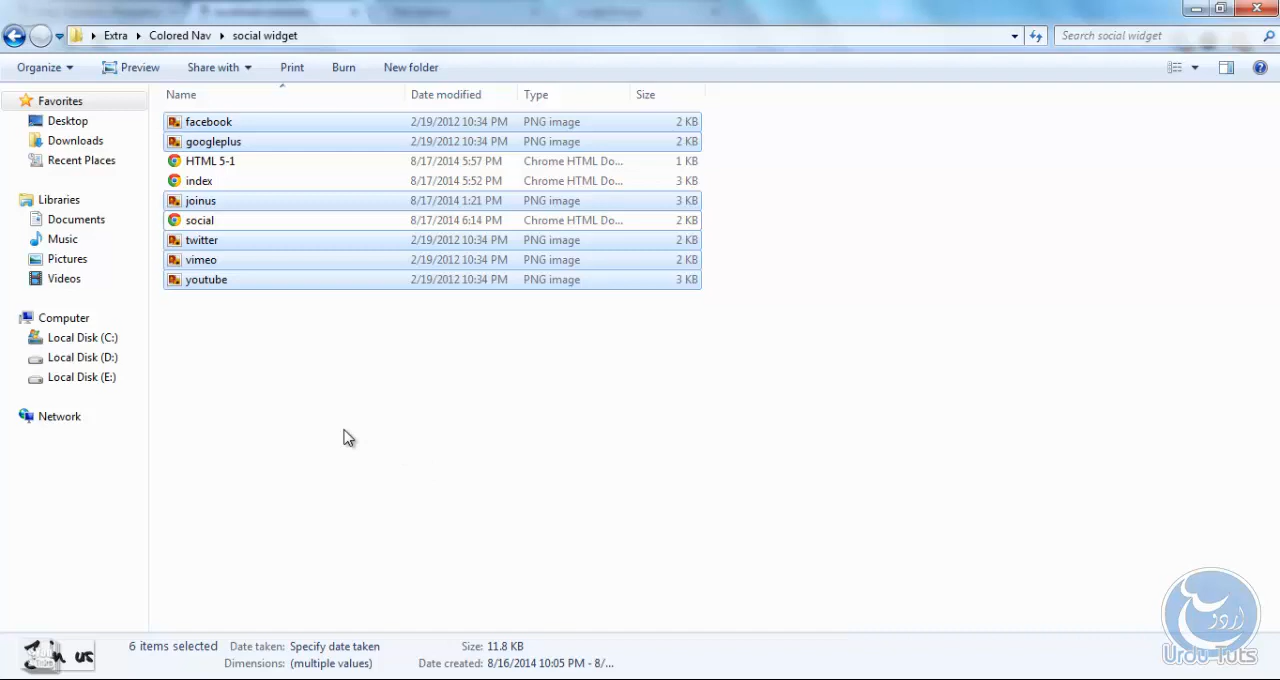 Extra Colored Nav social widget
Search social widget
Organize Preview Share with Print Burn New folder
Favorites
Desktop
Downloads
Recent Places
Libraries
Documents
Music
Pictures
Videos
Computer
Local Disk (C:)
Local Disk (D:)
Local Disk (E:)
Network
Name Date modified Type Size
facebook 2/19/2012 10:34 PM PNG image 2 KB
googleplus 2/19/2012 10:34 PM PNG image 2 KB
HTML 5-1 8/17/2014 5:57 PM Chrome HTML Do... 1 KB
index 8/17/2014 5:52 PM Chrome HTML Do... 3 KB
joinus 8/17/2014 1:21 PM PNG image 3 KB
social 8/17/2014 6:14 PM Chrome HTML Do... 2 KB
twitter 2/19/2012 10:34 PM PNG image 2 KB
vimeo 2/19/2012 10:34 PM PNG image 2 KB
youtube 2/19/2012 10:34 PM PNG image 3 KB
6 items selected Date taken: Specify date taken Size: 11.8 KB
Dimensions: (multiple values) Date created: 8/16/2014 10:05 PM - 8/...
اردو
Urdu Tuts